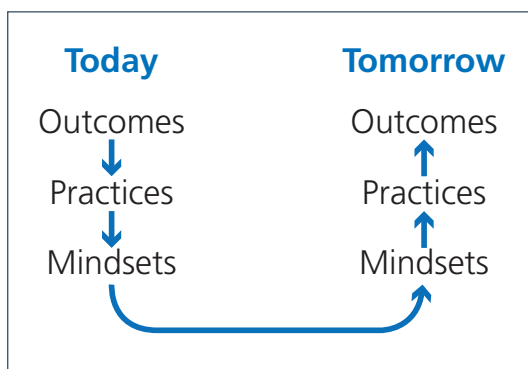 Today
Outcomes
Practices
Mindsets
Tomorrow
Outcomes
Practices
Mindsets